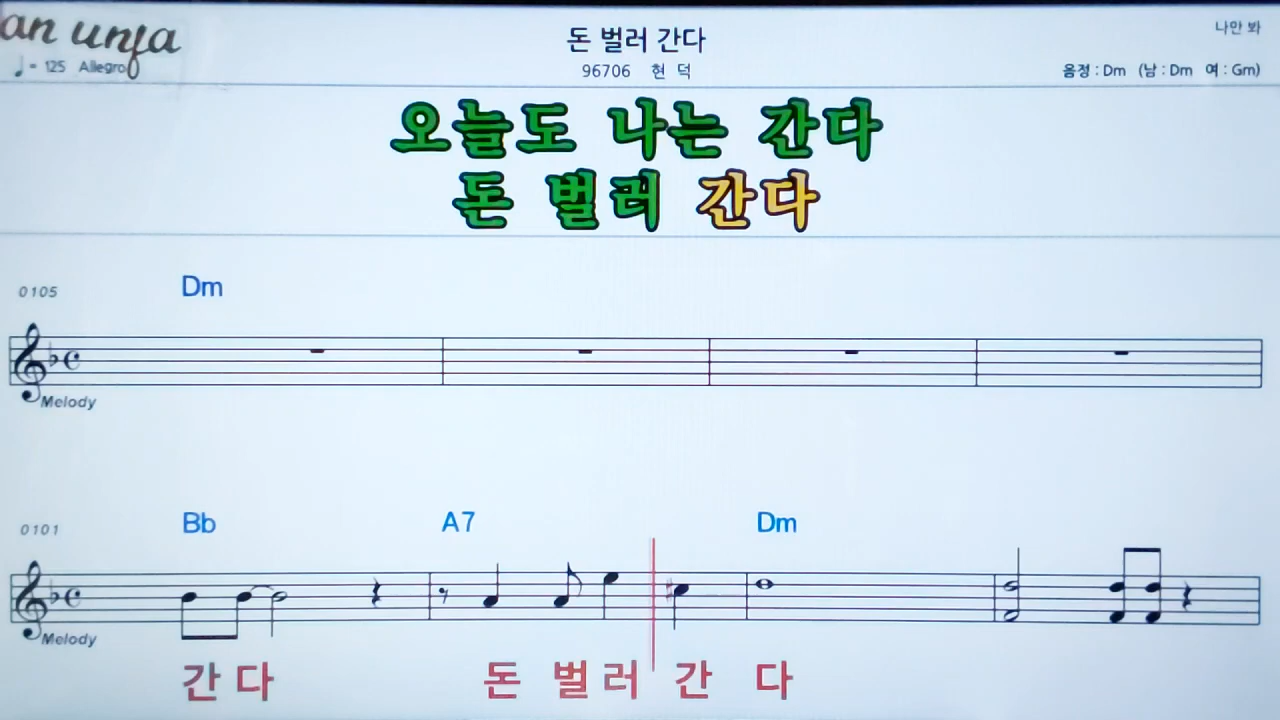 an unja
돈 벌러 간다
나안 봐
♩= 125 Allegro
96706 현 덕
음정 : Dm (남 : Dm 여 : Gm)
오늘도 나는 간다
돈 벌러 간다
0105 Dm
Melody
0101 Bb A7 Dm
Melody
간 다 돈 벌 러 간 다